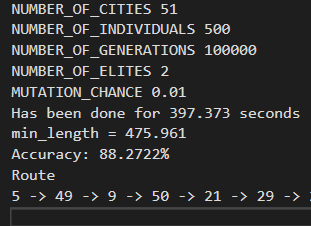 NUMBER_OF_CITIES 51
NUMBER_OF_INDIVIDUALS 500
NUMBER_OF_GENERATIONS 100000
NUMBER_OF_ELITES 2
MUTATION_CHANCE 0.01
Has been done for 397.373 seconds
min_length = 475.961
Accuracy: 88.2722%
Route
5 -> 49 -> 9 -> 50 -> 21 -> 29 ->